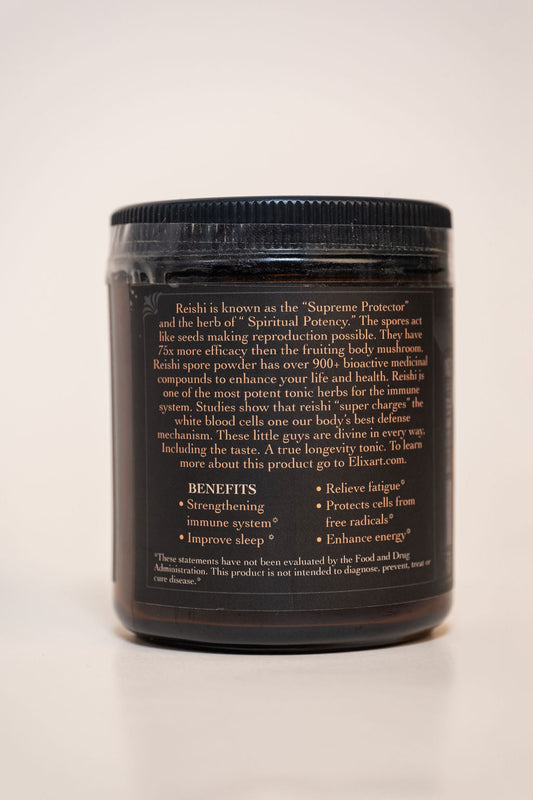 Reishi is known as the “Supreme Protector”
and the herb of “ Spiritual Potency.” The spores act
like seeds making reproduction possible. They have
75x more efficacy then the fruiting body mushroom.
Reishi spore powder has over 900+ bioactive medicinal
compounds to enhance your life and health. Reishi is
one of the most potent tonic herbs for the immune
system. Studies show that reishi “super charges” the
white blood cells one our body's best defense
mechanism. These little guys are divine in every way.
Including the taste. A true longevity tonic. To learn
more about this product go to Elixart.com.
BENEFITS
• Strengthening
immune system*
• Improve sleep *
• Relieve fatigue*
• Protects cells from
free radicals*
• Enhance energy*
*These statements have not been evaluated by the Food and Drug
Administration. This product is not intended to diagnose, prevent, treat or
cure disease.*